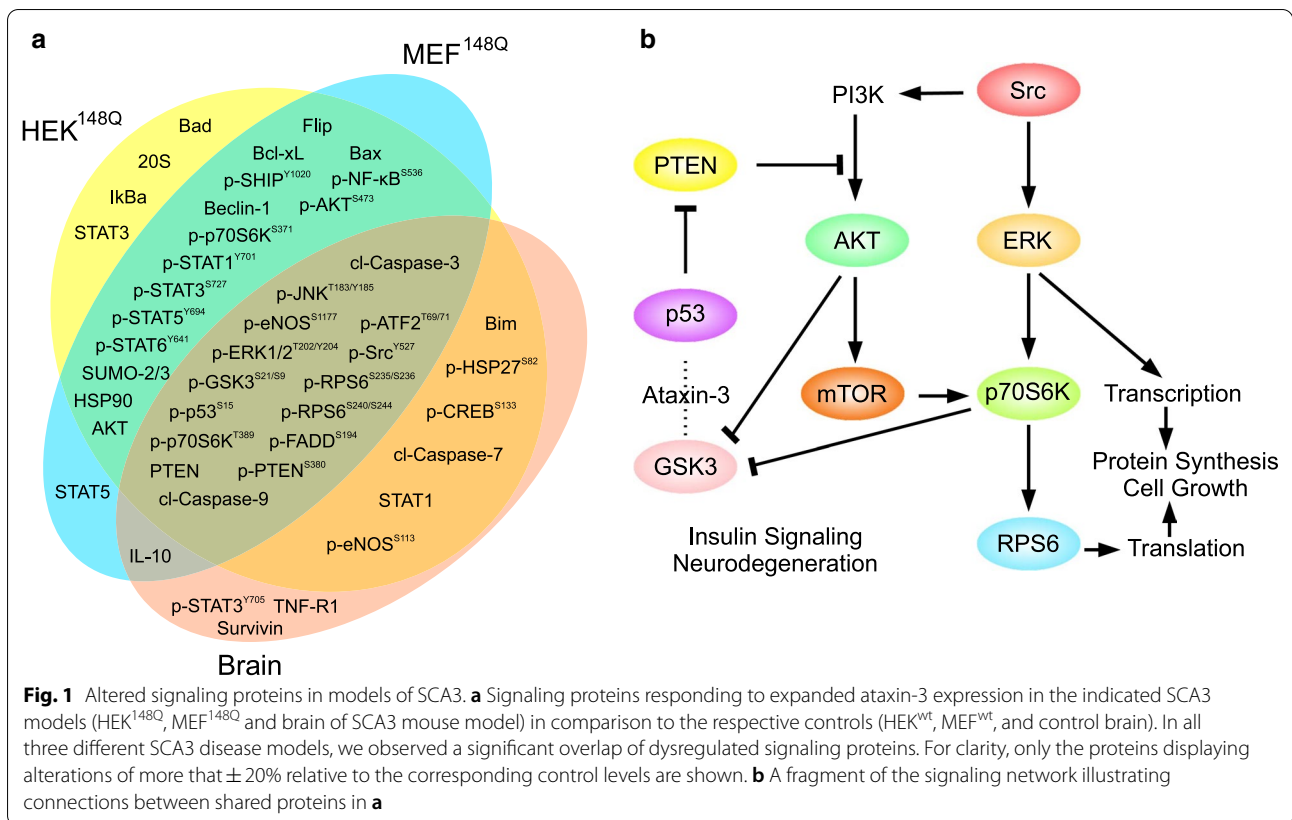 a
MEF148Q
HEK148Q
Bad
Flip
20S
Bcl-xL
Bax
p-SHIPY1020
p-NF-κBS536
IkBa
Beclin-1
p-AKTS473
STAT3
p-p70S6KS371
p-STAT1Y701
cl-Caspase-3
p-STAT3S727
p-JNKT183/Y185
p-STAT5Y694
p-eNOSS1177
p-ATF2T69/71
Bim
p-STAT6Y641
p-ERK1/2T202/Y204
p-SrcY527
p-HSP27S82
SUMO-2/3
p-GSK3S21/S9
p-RPS6S235/S236
HSP90
p-p53S15
p-RPS6S240/S244
p-CREBS133
AKT
p-p70S6KT389
p-FADDS194
cl-Caspase-7
PTEN
p-PTENS380
STAT5
cl-Caspase-9
STAT1
p-eNOSS113
IL-10
p-STAT3Y705 TNF-R1
Survivin
Brain
b
PI3K
Src
PTEN
AKT
ERK
p53
Ataxin-3
mTOR
p70S6K
Transcription
GSK3
Protein Synthesis
Cell Growth
Insulin Signaling
Neurodegeneration
RPS6
Translation
Fig. 1 Altered signaling proteins in models of SCA3. a Signaling proteins responding to expanded ataxin-3 expression in the indicated SCA3
models (HEK148Q, MEF148Q and brain of SCA3 mouse model) in comparison to the respective controls (HEKwt, MEFwt, and control brain). In all
three different SCA3 disease models, we observed a significant overlap of dysregulated signaling proteins. For clarity, only the proteins displaying
alterations of more that ± 20% relative to the corresponding control levels are shown. b A fragment of the signaling network illustrating
connections between shared proteins in a